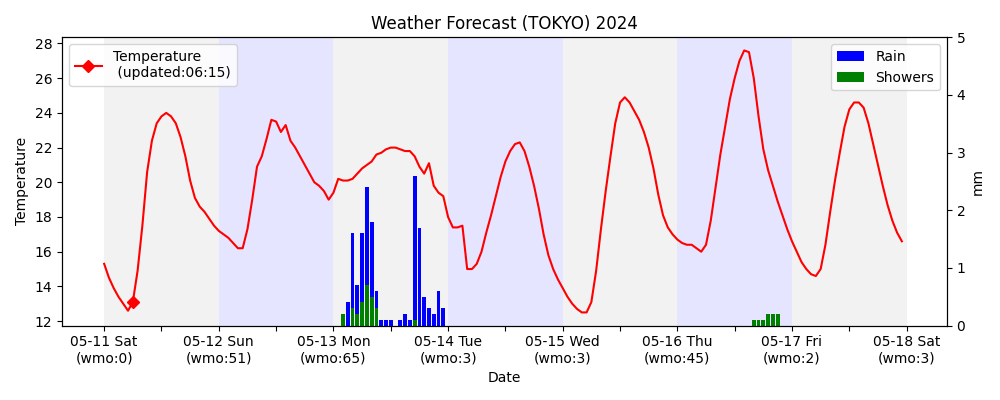 Weather Forecast (TOKYO) 2024
Temperature
(updated:06:15)
Rain
Showers
Temperature
28
26
24
22
20
18
16
14
12
5
4
3
2
1
0
mm
05-11 Sat
(wmo:0)
05-12 Sun
(wmo:51)
05-13 Mon
(wmo:65)
05-14 Tue
(wmo:3)
05-15 Wed
(wmo:3)
05-16 Thu
(wmo:45)
05-17 Fri
(wmo:2)
05-18 Sat
(wmo:3)
Date